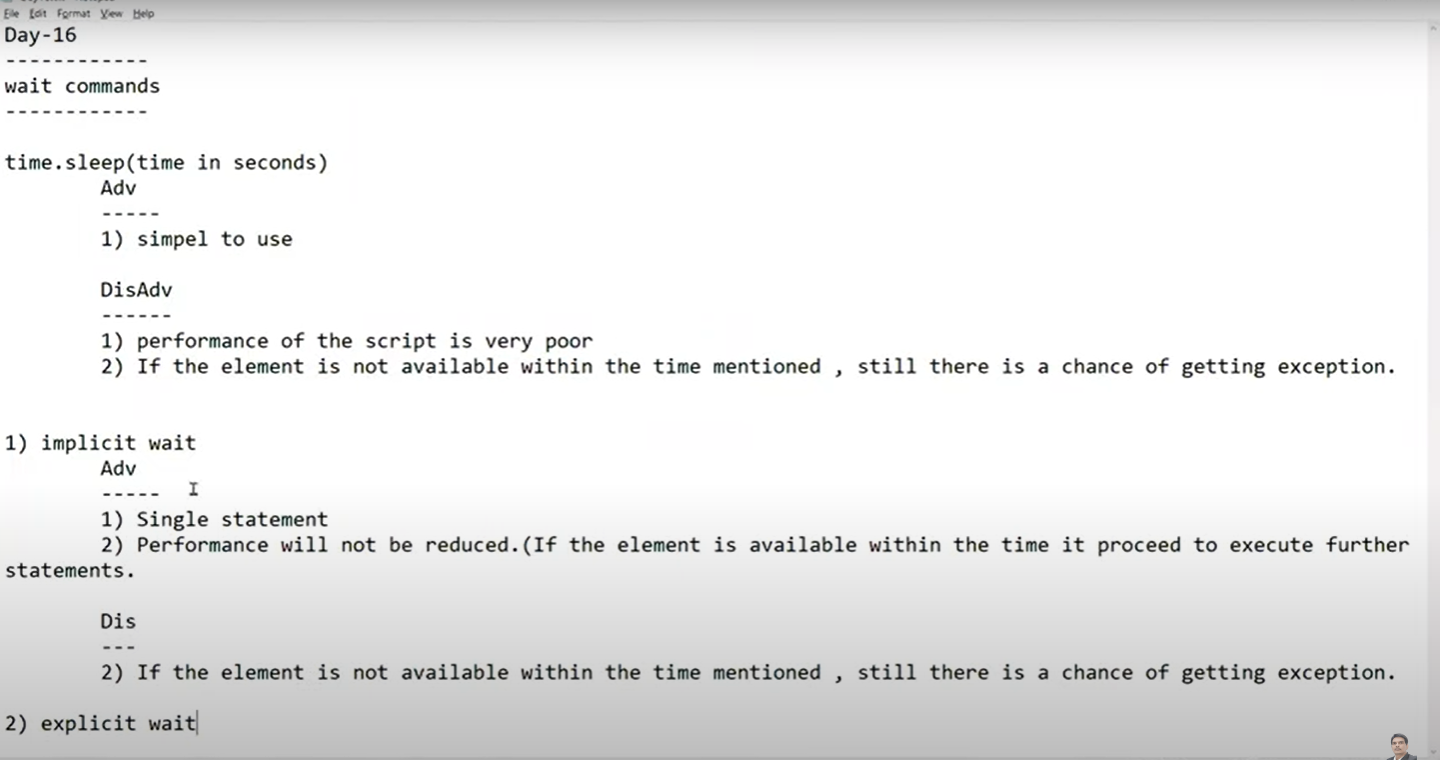 File Edit Format View Help
Day-16
------------
wait commands
------------
time.sleep(time in seconds)
Adv
-----
1) simpel to use
DisAdv
------
1) performance of the script is very poor
2) If the element is not available within the time mentioned , still there is a chance of getting exception.
1) implicit wait
Adv
-----
1) Single statement
2) Performance will not be reduced.(If the element is available within the time it proceed to execute further
statements.
Dis
---
2) If the element is not available within the time mentioned , still there is a chance of getting exception.
2) explicit wait